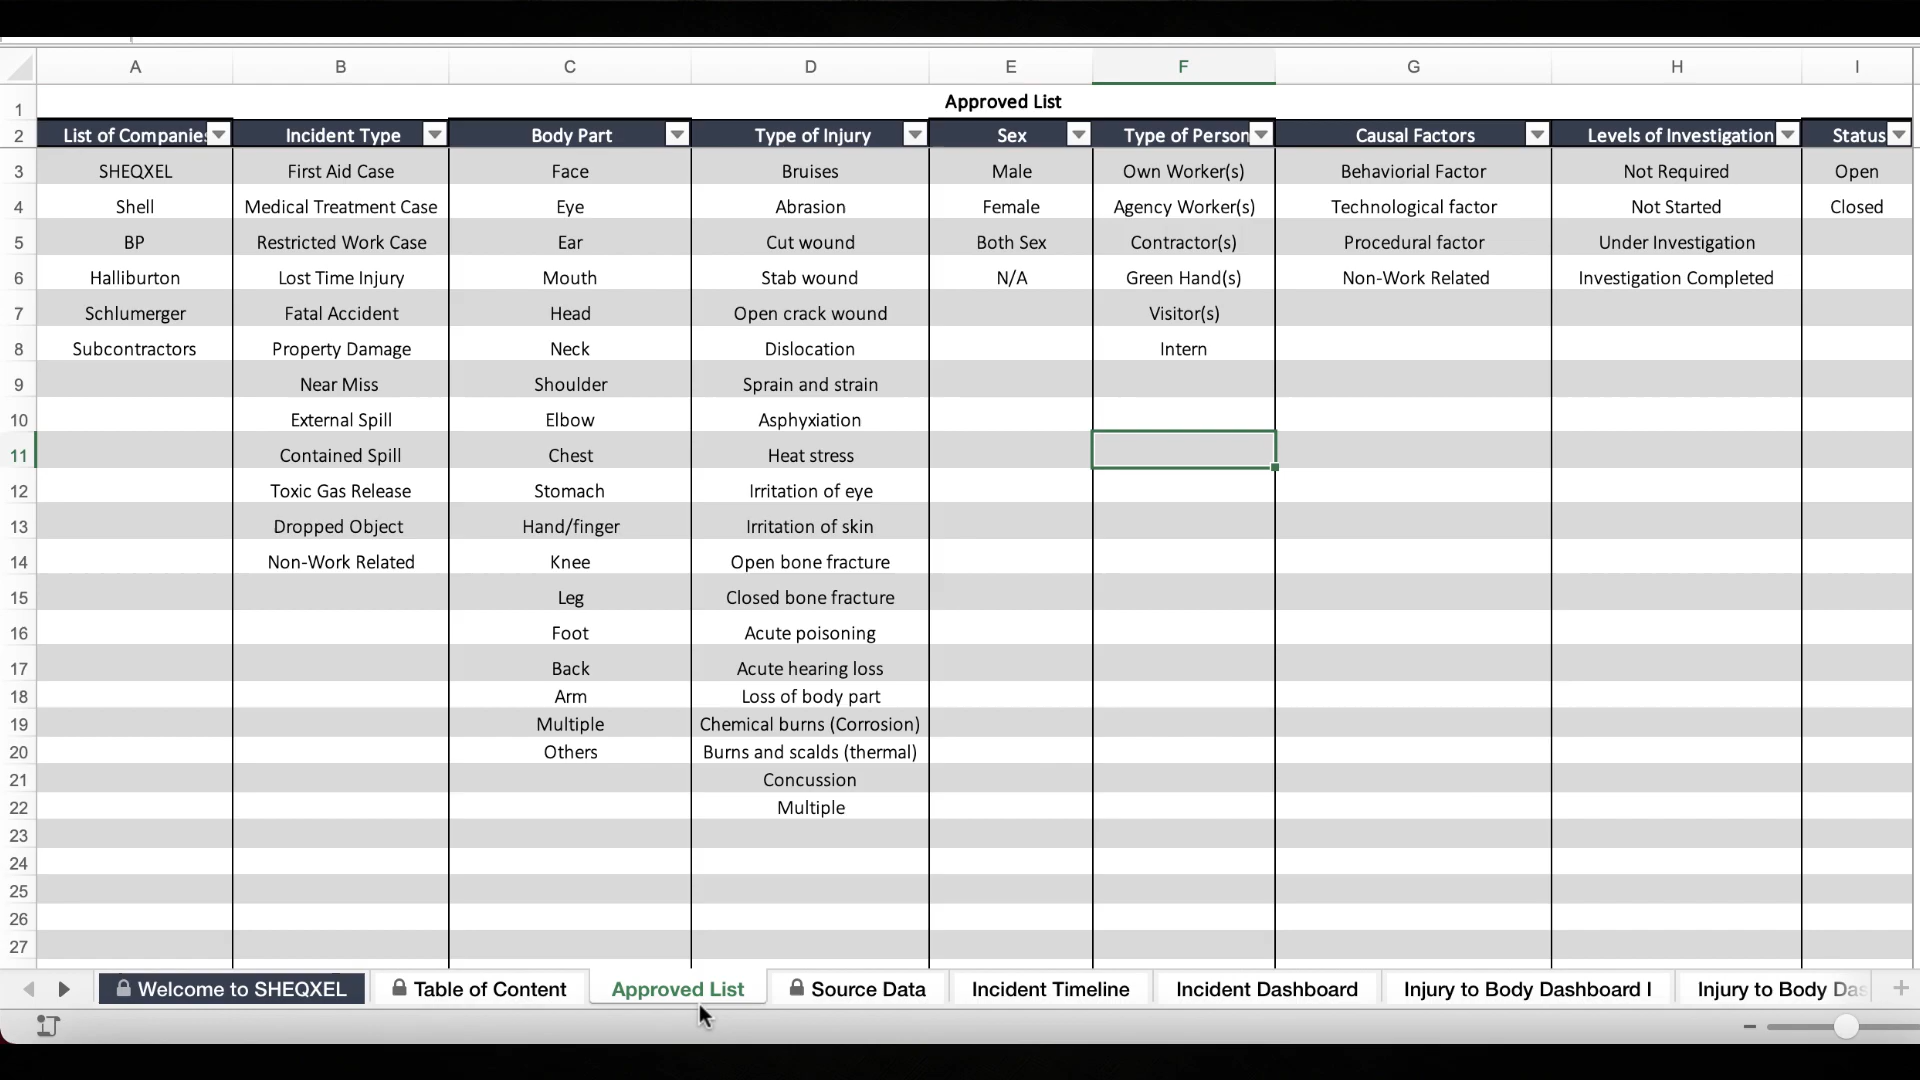 A B C D E F G H I
1 Approved List
2 List of Companies Incident Type Body Part Type of Injury Sex Type of Person Causal Factors Levels of Investigation Status
3 SHEQXEL First Aid Case Face Bruises Male Own Worker(s) Behaviorial Factor Not Required Open
4 Shell Medical Treatment Case Eye Abrasion Female Agency Worker(s) Technological factor Not Started Closed
5 BP Restricted Work Case Ear Cut wound Both Sex Contractor(s) Procedural factor Under Investigation
6 Halliburton Lost Time Injury Mouth Stab wound N/A Green Hand(s) Non-Work Related Investigation Completed
7 Schlumerger Fatal Accident Head Open crack wound Visitor(s)
8 Subcontractors Property Damage Neck Dislocation Intern
9 Near Miss Shoulder Sprain and strain
10 External Spill Elbow Asphyxiation
11 Contained Spill Chest Heat stress
12 Toxic Gas Release Stomach Irritation of eye
13 Dropped Object Hand/finger Irritation of skin
14 Non-Work Related Knee Open bone fracture
15 Leg Closed bone fracture
16 Foot Acute poisoning
17 Back Acute hearing loss
18 Arm Loss of body part
19 Multiple Chemical burns (Corrosion)
20 Others Burns and scalds (thermal)
21 Concussion
22 Multiple
23
24
25
26
27
Welcome to SHEQXEL Table of Content Approved List Source Data Incident Timeline Incident Dashboard Injury to Body Dashboard I Injury to Body Das